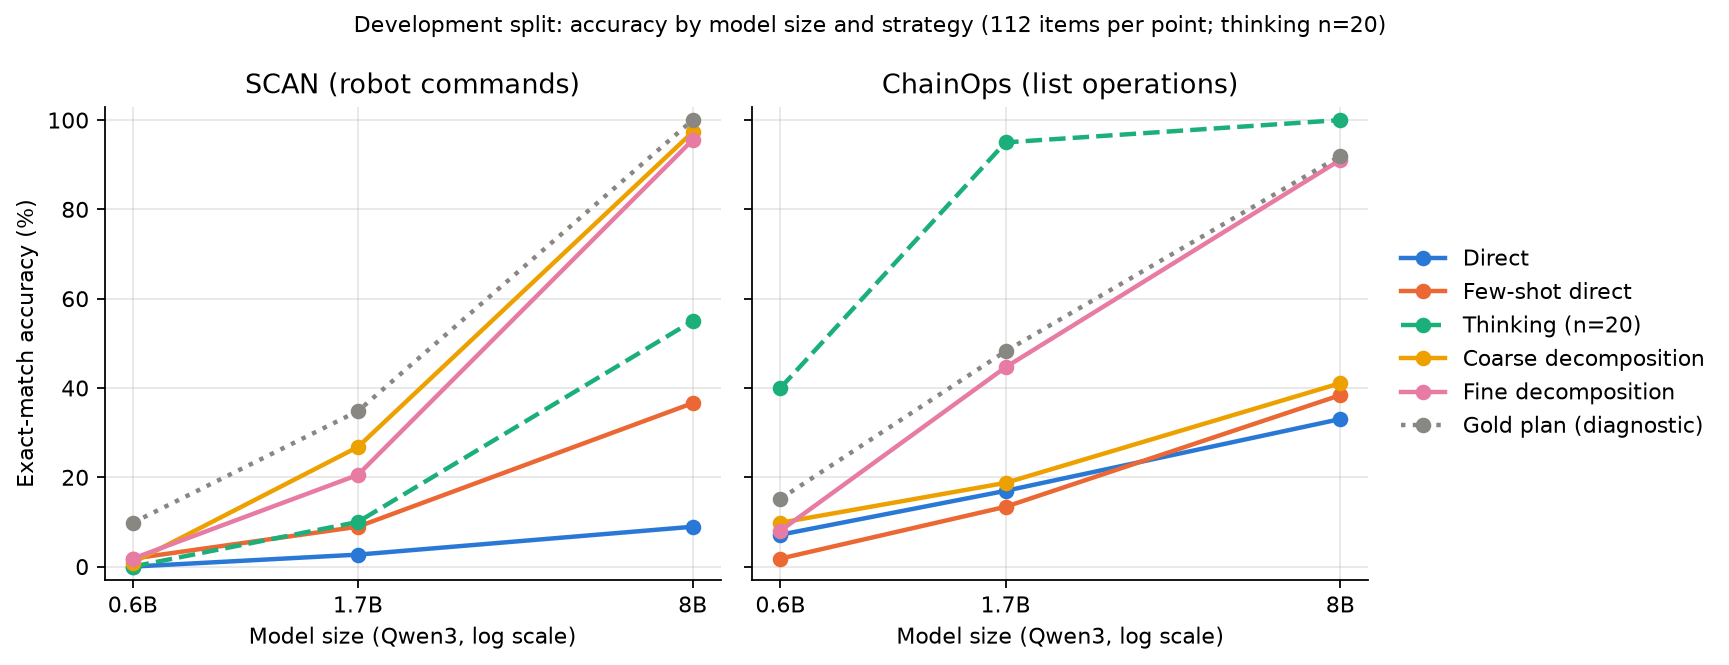 Development split: accuracy by model size and strategy (112 items per point; thinking n=20)
SCAN (robot commands)
ChainOps (list operations)
Exact-match accuracy (%)
100
80
60
40
20
0
0.6B
1.7B
8B
0.6B
1.7B
8B
Model size (Qwen3, log scale)
Model size (Qwen3, log scale)
Direct
Few-shot direct
Thinking (n=20)
Coarse decomposition
Fine decomposition
Gold plan (diagnostic)